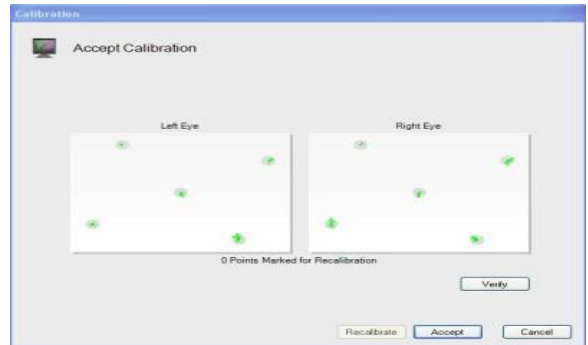 Calibration
Accept Calibration
Left Eye Right Eye
0 Points Marked for Recalibration
Verify
Recalibrate Accept Cancel